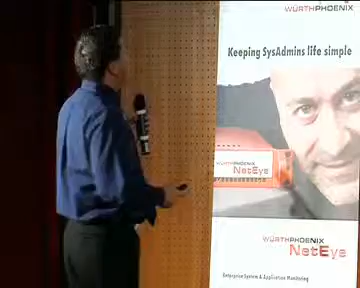 WÜRTHPHOENIX
Keeping SysAdmins life simple
WÜRTHPHOENIX
NetEye
WÜRTHPHOENIX
NetEye
Enterprise System & Application Monitoring